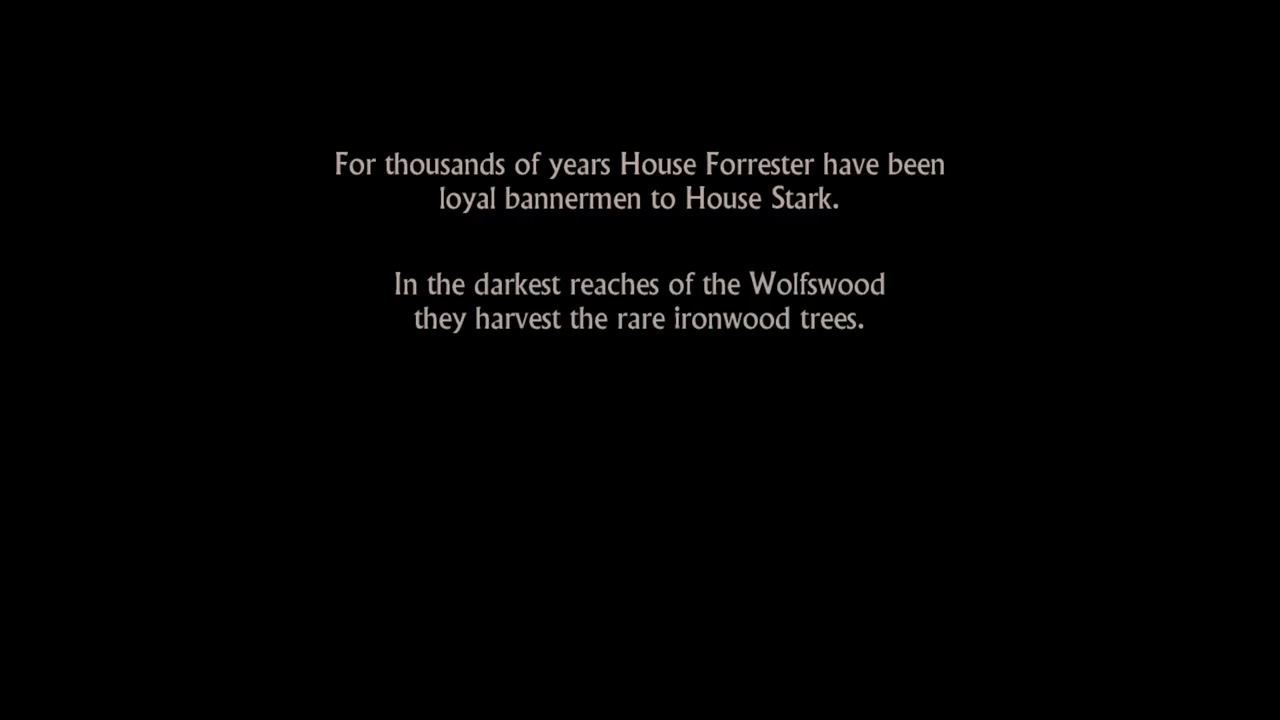 For thousands of years House Forrester have been
loyal bannermen to House Stark.
In the darkest reaches of the Wolfswood
they harvest the rare ironwood trees.